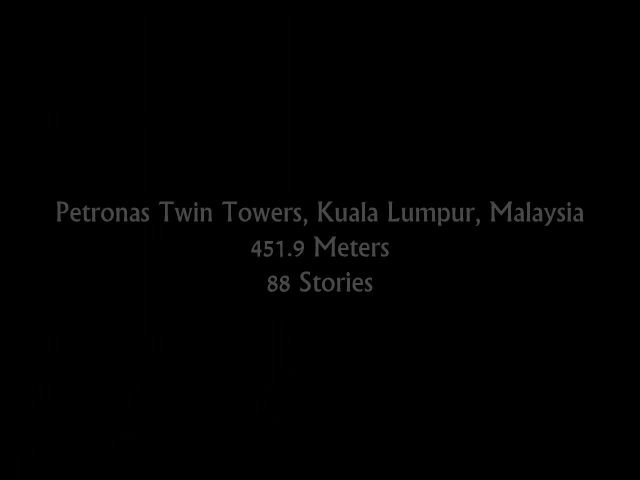 Petronas Twin Towers, Kuala Lumpur, Malaysia
451.9 Meters
88 Stories